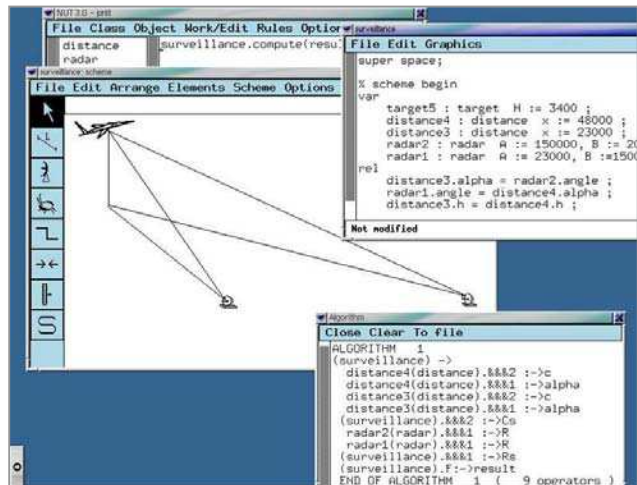 NUT 3.0 - print
File Class Object Work/Edit Rules Option
distance
radar
surveillance.compute(resu
surveillance: scheme
File Edit Arrange Elements Scheme Options
surveillance
File Edit Graphics
super space;
% scheme begin
var
target5 : target H := 3400 ;
distance4 : distance x := 48000 ;
distance3 : distance x := 23000 ;
radar2 : radar A := 150000, B := 20
radar1 : radar A := 23000, B :=1500
rel
distance3.alpha = radar2.angle ;
radar1.angle = distance4.alpha ;
distance3.h = distance4.h ;
Not modified
Algorithm
Close Clear To file
ALGORITHM 1
(surveillance) ->
distance4(distance).&&&2 :->c
distance4(distance).&&&1 :->alpha
distance3(distance).&&&2 :->c
distance3(distance).&&&1 :->alpha
(surveillance).&&&2 :->Cs
radar2(radar).&&&1 :->R
radar1(radar).&&&1 :->R
(surveillance).&&&1 :->Rs
(surveillance).F:->result
END OF ALGORITHM 1 ( 9 operators )